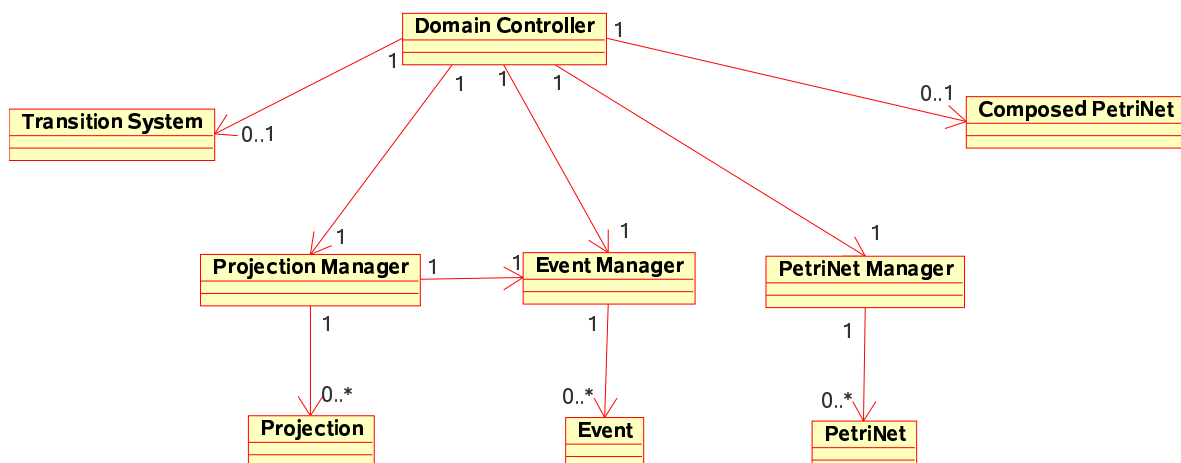 Domain Controller
1
1
1
1
1
Transition System
0..1
0..1
Composed PetriNet
1
1
1
Projection Manager
1
1
Event Manager
PetriNet Manager
1
1
1
0..*
0..*
0..*
Projection
Event
PetriNet